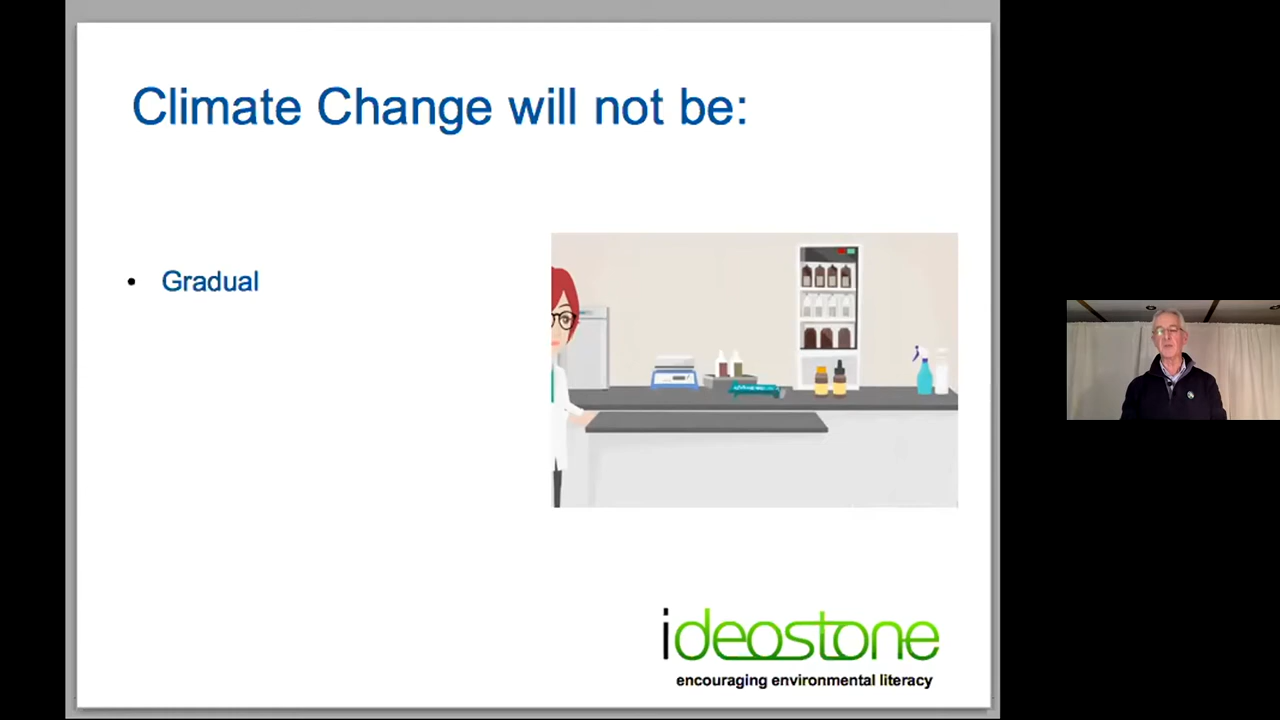 Climate Change will not be:
• Gradual
ideostone
encouraging environmental literacy